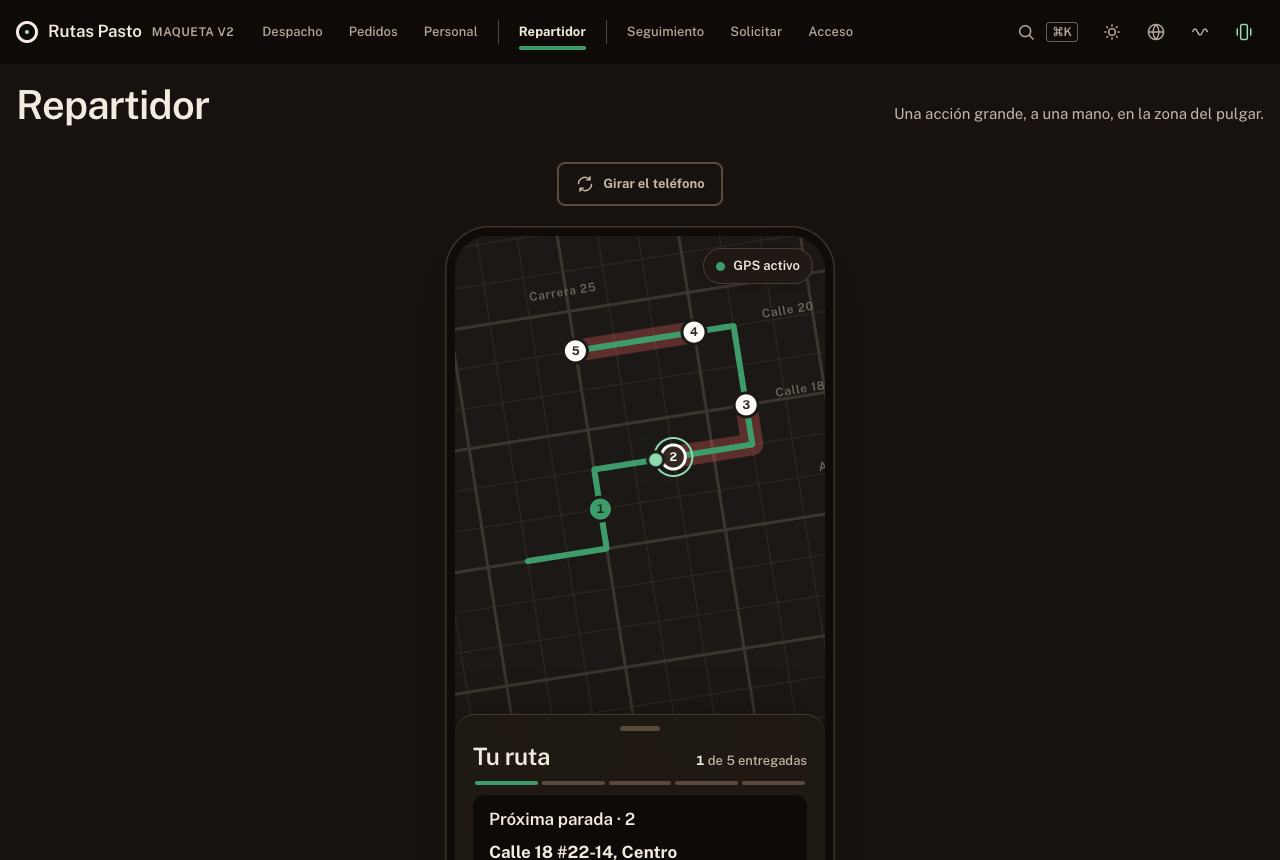 Rutas Pasto MAQUETA V2 Despacho Pedidos Personal Repartidor Seguimiento Solicitar Acceso ⌘K
Repartidor
Una acción grande, a una mano, en la zona del pulgar.
Girar el teléfono
GPS activo
Carrera 25
Calle 20
4
5
Calle 18
3
2
1
Tu ruta
1 de 5 entregadas
Próxima parada · 2
Calle 18 #22-14, Centro